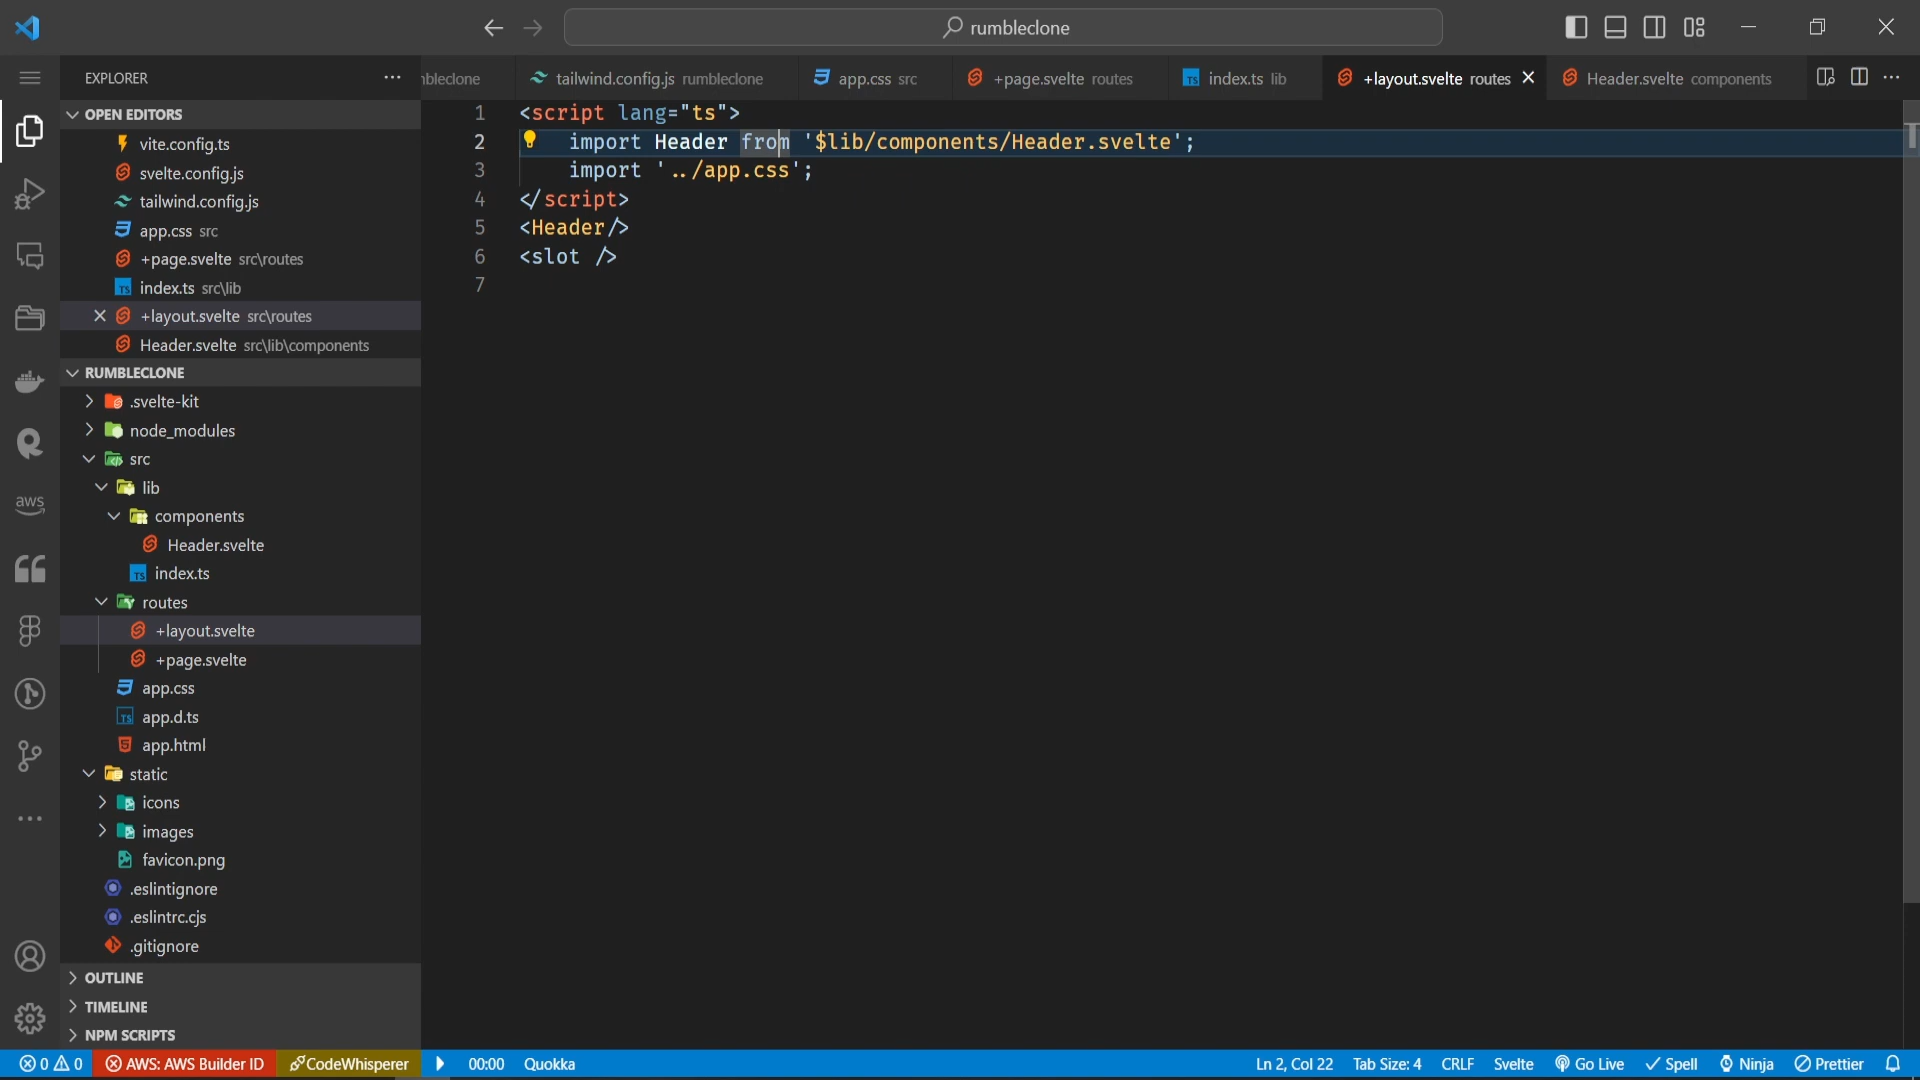 rumbleclone
EXPLORER
OPEN EDITORS
vite.config.ts
svelte.config.js
tailwind.config.js
app.css src
+page.svelte src\routes
index.ts src\lib
+layout.svelte src\routes
Header.svelte src\lib\components
RUMBLECLONE
.svelte-kit
node_modules
src
lib
components
Header.svelte
index.ts
routes
+layout.svelte
+page.svelte
app.css
app.d.ts
app.html
static
icons
images
favicon.png
.eslintignore
.eslintrc.cjs
.gitignore
OUTLINE
TIMELINE
NPM SCRIPTS
aws
tailwind.config.js rumbleclone
app.css src
+page.svelte routes
index.ts lib
+layout.svelte routes
Header.svelte components
1 <script lang="ts">
2 import Header from '$lib/components/Header.svelte';
3 import '../app.css';
4 </script>
5 <Header/>
6 <slot />
7
0 0 AWS: AWS Builder ID CodeWhisperer 00:00 Quokka Ln 2, Col 22 Tab Size: 4 CRLF Svelte Go Live Spell Ninja Prettier